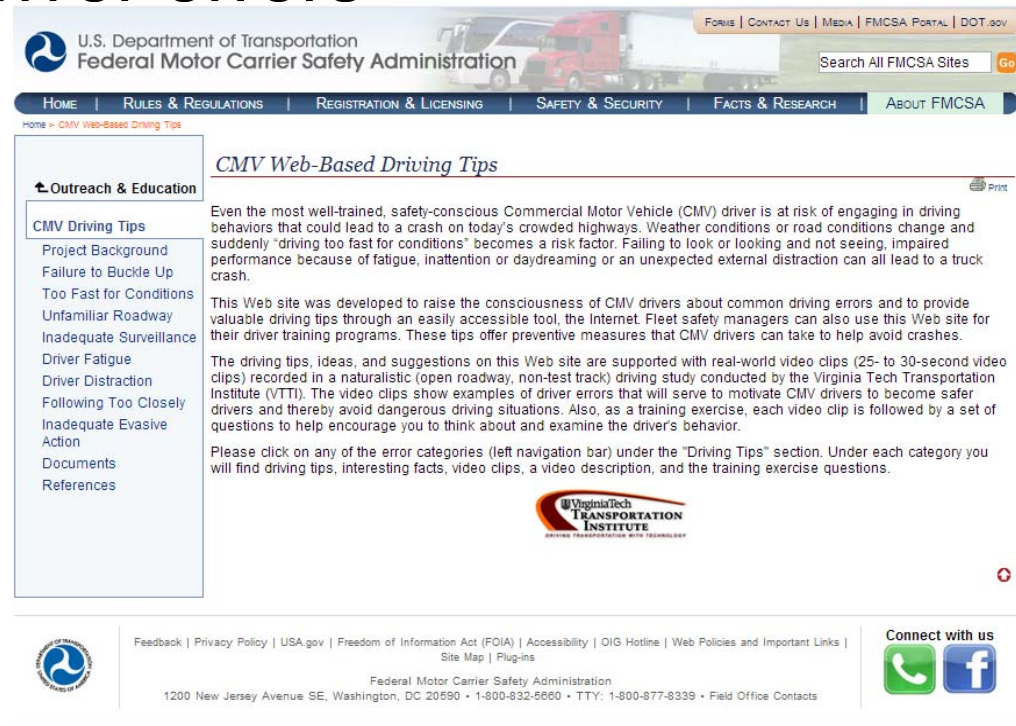 Forms | Contact Us | Media | FMCSA Portal | DOT.gov
U.S. Department of Transportation
Federal Motor Carrier Safety Administration
Search All FMCSA Sites Go
Home | Rules & Regulations | Registration & Licensing | Safety & Security | Facts & Research | About FMCSA
Home > CMV Web-Based Driving Tips
Outreach & Education
CMV Driving Tips
Project Background
Failure to Buckle Up
Too Fast for Conditions
Unfamiliar Roadway
Inadequate Surveillance
Driver Fatigue
Driver Distraction
Following Too Closely
Inadequate Evasive
Action
Documents
References
CMV Web-Based Driving Tips
Print
Even the most well-trained, safety-conscious Commercial Motor Vehicle (CMV) driver is at risk of engaging in driving
behaviors that could lead to a crash on today's crowded highways. Weather conditions or road conditions change and
suddenly "driving too fast for conditions" becomes a risk factor. Failing to look or looking and not seeing, impaired
performance because of fatigue, inattention or daydreaming or an unexpected external distraction can all lead to a truck
crash.
This Web site was developed to raise the consciousness of CMV drivers about common driving errors and to provide
valuable driving tips through an easily accessible tool, the Internet. Fleet safety managers can also use this Web site for
their driver training programs. These tips offer preventive measures that CMV drivers can take to help avoid crashes.
The driving tips, ideas, and suggestions on this Web site are supported with real-world video clips (25- to 30-second video
clips) recorded in a naturalistic (open roadway, non-test track) driving study conducted by the Virginia Tech Transportation
Institute (VTTI). The video clips show examples of driver errors that will serve to motivate CMV drivers to become safer
drivers and thereby avoid dangerous driving situations. Also, as a training exercise, each video clip is followed by a set of
questions to help encourage you to think about and examine the driver's behavior.
Please click on any of the error categories (left navigation bar) under the "Driving Tips" section. Under each category you
will find driving tips, interesting facts, video clips, a video description, and the training exercise questions.
VirginiaTech
Transportation
Institute
DRIVING TRANSPORTATION WITH TECHNOLOGY
Feedback | Privacy Policy | USA.gov | Freedom of Information Act (FOIA) | Accessibility | OIG Hotline | Web Policies and Important Links |
Site Map | Plug-ins
Federal Motor Carrier Safety Administration
1200 New Jersey Avenue SE, Washington, DC 20590 • 1-800-832-5660 • TTY: 1-800-877-8339 • Field Office Contacts
Connect with us